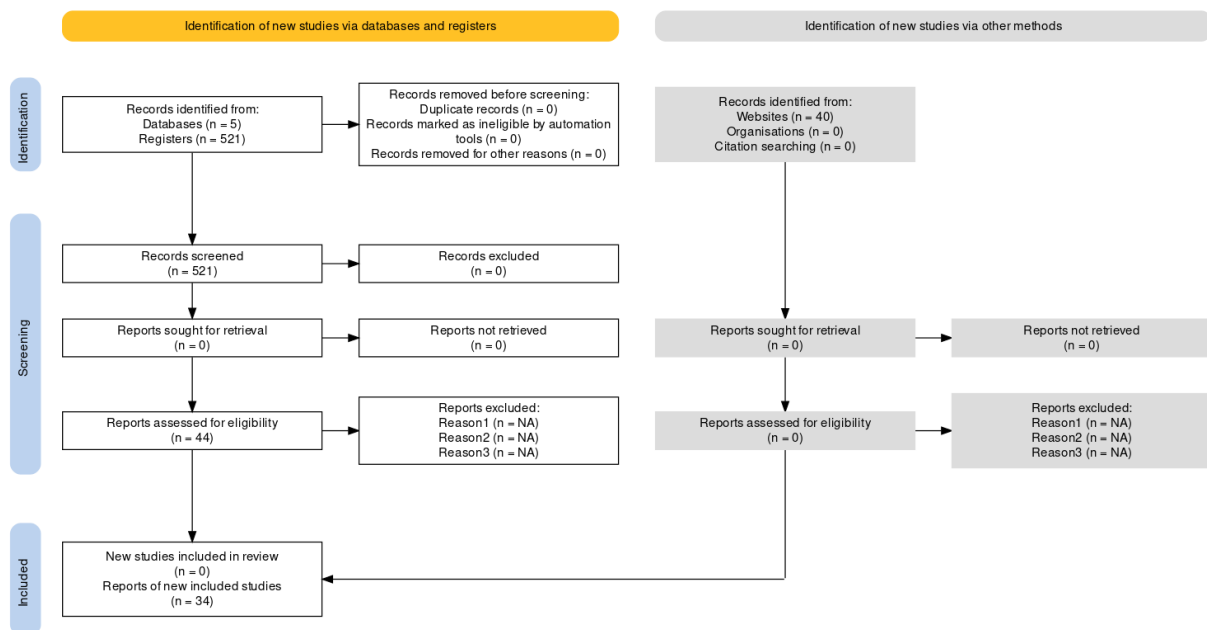 Identification of new studies via databases and registers
Identification of new studies via other methods
Identification
Records identified from:
Databases (n = 5)
Registers (n = 521)
Records removed before screening:
Duplicate records (n = 0)
Records marked as ineligible by automation
tools (n = 0)
Records removed for other reasons (n = 0)
Records identified from:
Websites (n = 40)
Organisations (n = 0)
Citation searching (n = 0)
Screening
Records screened
(n = 521)
Records excluded
(n = 0)
Reports sought for retrieval
(n = 0)
Reports not retrieved
(n = 0)
Reports sought for retrieval
(n = 0)
Reports not retrieved
(n = 0)
Reports assessed for eligibility
(n = 44)
Reports excluded:
Reason1 (n = NA)
Reason2 (n = NA)
Reason3 (n = NA)
Reports assessed for eligibility
(n = 0)
Reports excluded:
Reason1 (n = NA)
Reason2 (n = NA)
Reason3 (n = NA)
Included
New studies included in review
(n = 0)
Reports of new included studies
(n = 34)